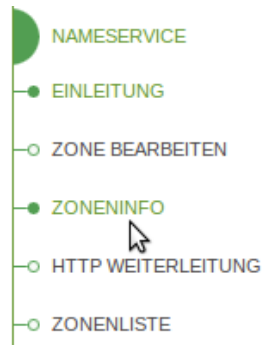 NAMESERVICE
EINLEITUNG
ZONE BEARBEITEN
ZONENINFO
HTTP WEITERLEITUNG
ZONENLISTE